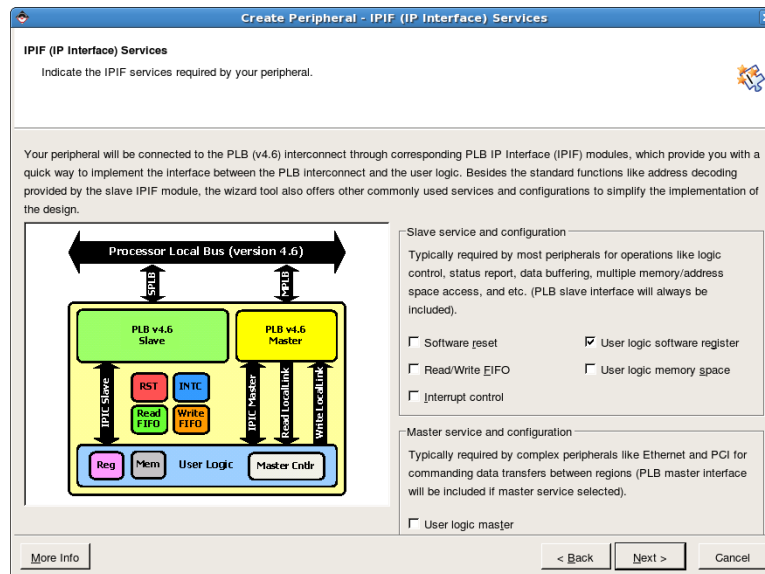 Create Peripheral - IPIF (IP Interface) Services
IPIF (IP Interface) Services
Indicate the IPIF services required by your peripheral.
Your peripheral will be connected to the PLB (v4.6) interconnect through corresponding PLB IP Interface (IPIF) modules, which provide you with a
quick way to implement the interface between the PLB interconnect and the user logic. Besides the standard functions like address decoding
provided by the slave IPIF module, the wizard tool also offers other commonly used services and configurations to simplify the implementation of
the design.
Processor Local Bus (version 4.6)
SPLB
MPLB
PLB v4.6
Slave
PLB v4.6
Master
IPIC Slave
RST
INTC
Read
FIFO
Write
FIFO
IPIC Master
Read LocalLink
Write LocalLink
Reg
Mem
User Logic
Master Cntlr
Slave service and configuration
Typically required by most peripherals for operations like logic
control, status report, data buffering, multiple memory/address
space access, and etc. (PLB slave interface will always be
included).
Software reset
User logic software register
Read/Write FIFO
User logic memory space
Interrupt control
Master service and configuration
Typically required by complex peripherals like Ethernet and PCI for
commanding data transfers between regions (PLB master interface
will be included if master service selected).
User logic master
More Info
< Back
Next >
Cancel